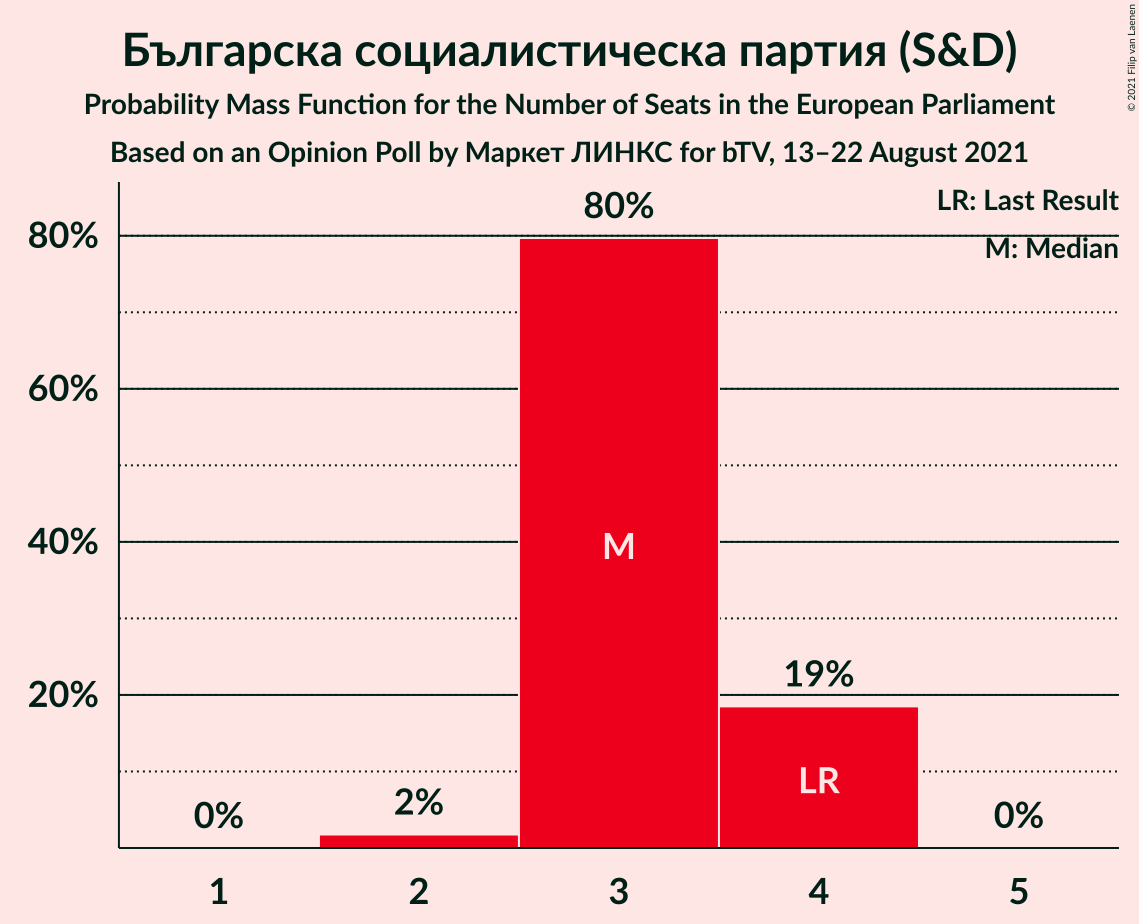 Българска социалистическа партия (S&D)
Probability Mass Function for the Number of Seats in the European Parliament
Based on an Opinion Poll by Маркет ЛИНКС for bTV, 13–22 August 2021
© 2021 Filip van Laenen
LR: Last Result
M: Median
80%
60%
40%
20%
0%
2%
80%
19%
0%
M
LR
1
2
3
4
5